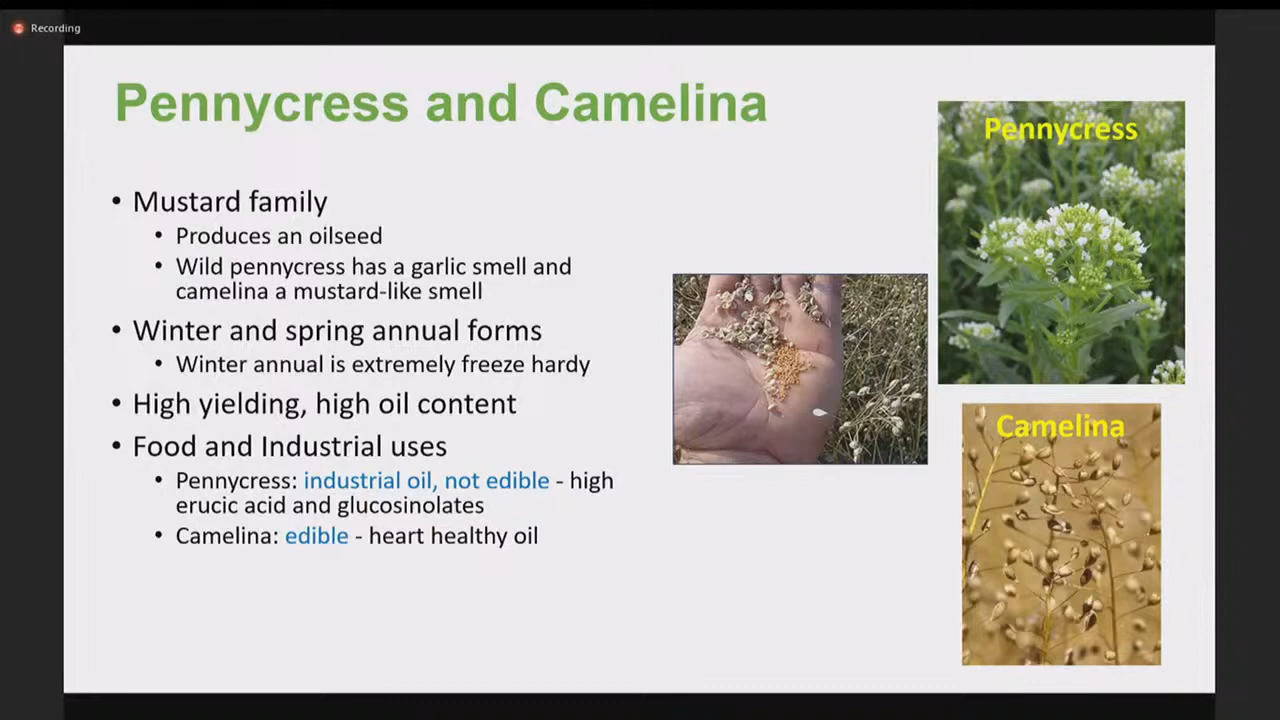 Recording
Pennycress and Camelina
• Mustard family
• Produces an oilseed
• Wild pennycress has a garlic smell and
camelina a mustard-like smell
• Winter and spring annual forms
• Winter annual is extremely freeze hardy
• High yielding, high oil content
• Food and Industrial uses
• Pennycress: industrial oil, not edible - high
erucic acid and glucosinolates
• Camelina: edible - heart healthy oil
Pennycress
Camelina